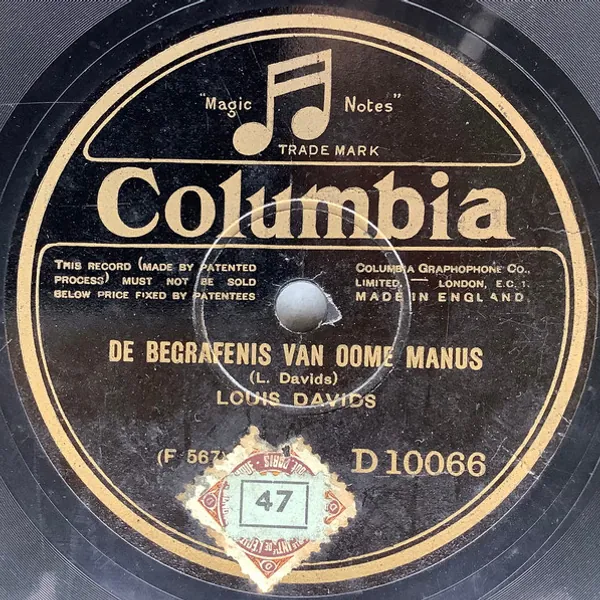 "Magic Notes"
TRADE MARK
Columbia
THIS RECORD (MADE BY PATENTED
PROCESS) MUST NOT BE SOLD
BELOW PRICE FIXED BY PATENTEES
COLUMBIA GRAPHOPHONE CO.,
LIMITED, — LONDON, E.C. 1.
MADE IN ENGLAND
DE BEGRAFENIS VAN OOME MANUS
(L. Davids)
LOUIS DAVIDS
(F 567)
D 10066
47